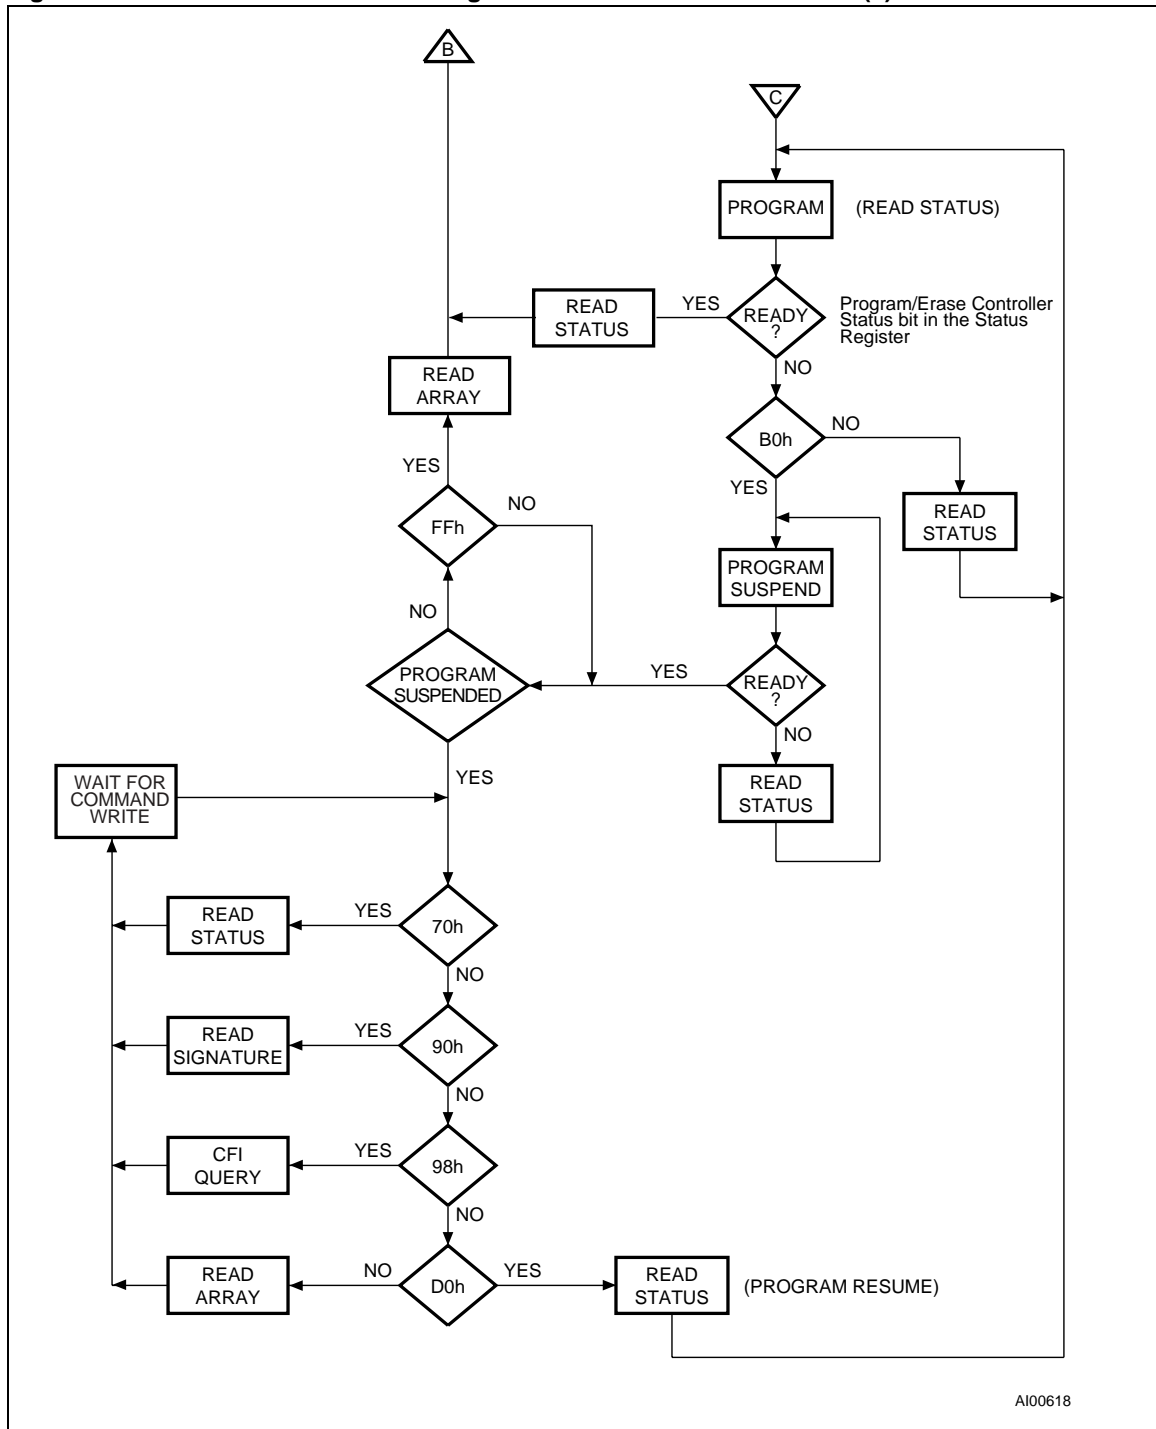 B
C
PROGRAM
(READ STATUS)
READ
STATUS
YES
READY
?
Program/Erase Controller
Status bit in the Status
Register
NO
READ
ARRAY
B0h
NO
YES
YES
FFh
NO
READ
STATUS
PROGRAM
SUSPEND
NO
PROGRAM
SUSPENDED
YES
READY
?
NO
YES
WAIT FOR
COMMAND
WRITE
READ
STATUS
READ
STATUS
YES
70h
NO
READ
SIGNATURE
YES
90h
NO
CFI
QUERY
YES
98h
NO
READ
ARRAY
NO
D0h
YES
READ
STATUS
(PROGRAM RESUME)
AI00618